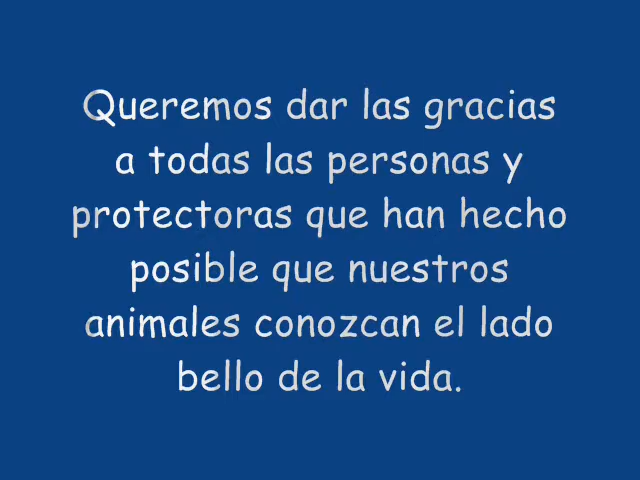 Queremos dar las gracias
a todas las personas y
protectoras que han hecho
posible que nuestros
animales conozcan el lado
bello de la vida.